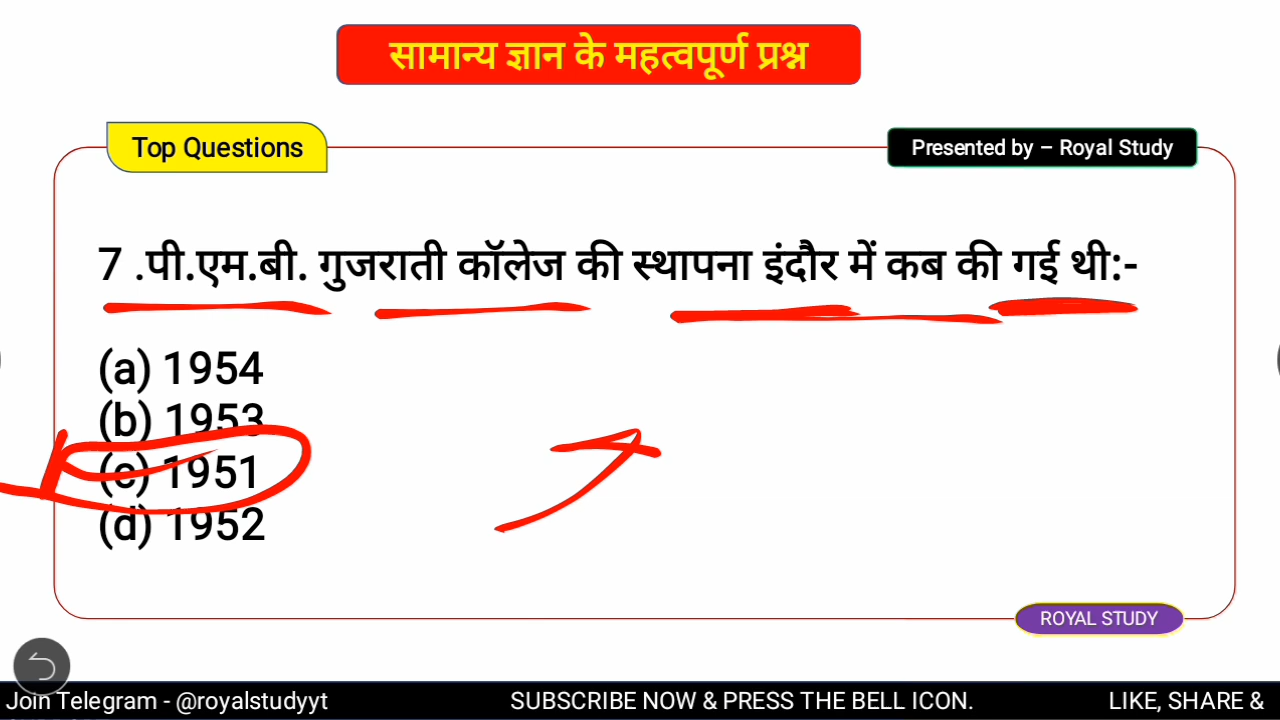 सामान्य ज्ञान के महत्वपूर्ण प्रश्न
Top Questions
Presented by – Royal Study
7 .पी.एम.बी. गुजराती कॉलेज की स्थापना इंदौर में कब की गई थी:-
(a) 1954
(b) 1953
(c) 1951
(d) 1952
ROYAL STUDY
Join Telegram - @royalstudyyt
SUBSCRIBE NOW & PRESS THE BELL ICON.
LIKE, SHARE &